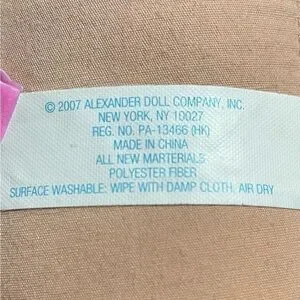 © 2007 ALEXANDER DOLL COMPANY, INC.
NEW YORK, NY 10027
REG. NO. PA-13466 (HK)
MADE IN CHINA
ALL NEW MARTERIALS
POLYESTER FIBER
SURFACE WASHABLE: WIPE WITH DAMP CLOTH, AIR DRY